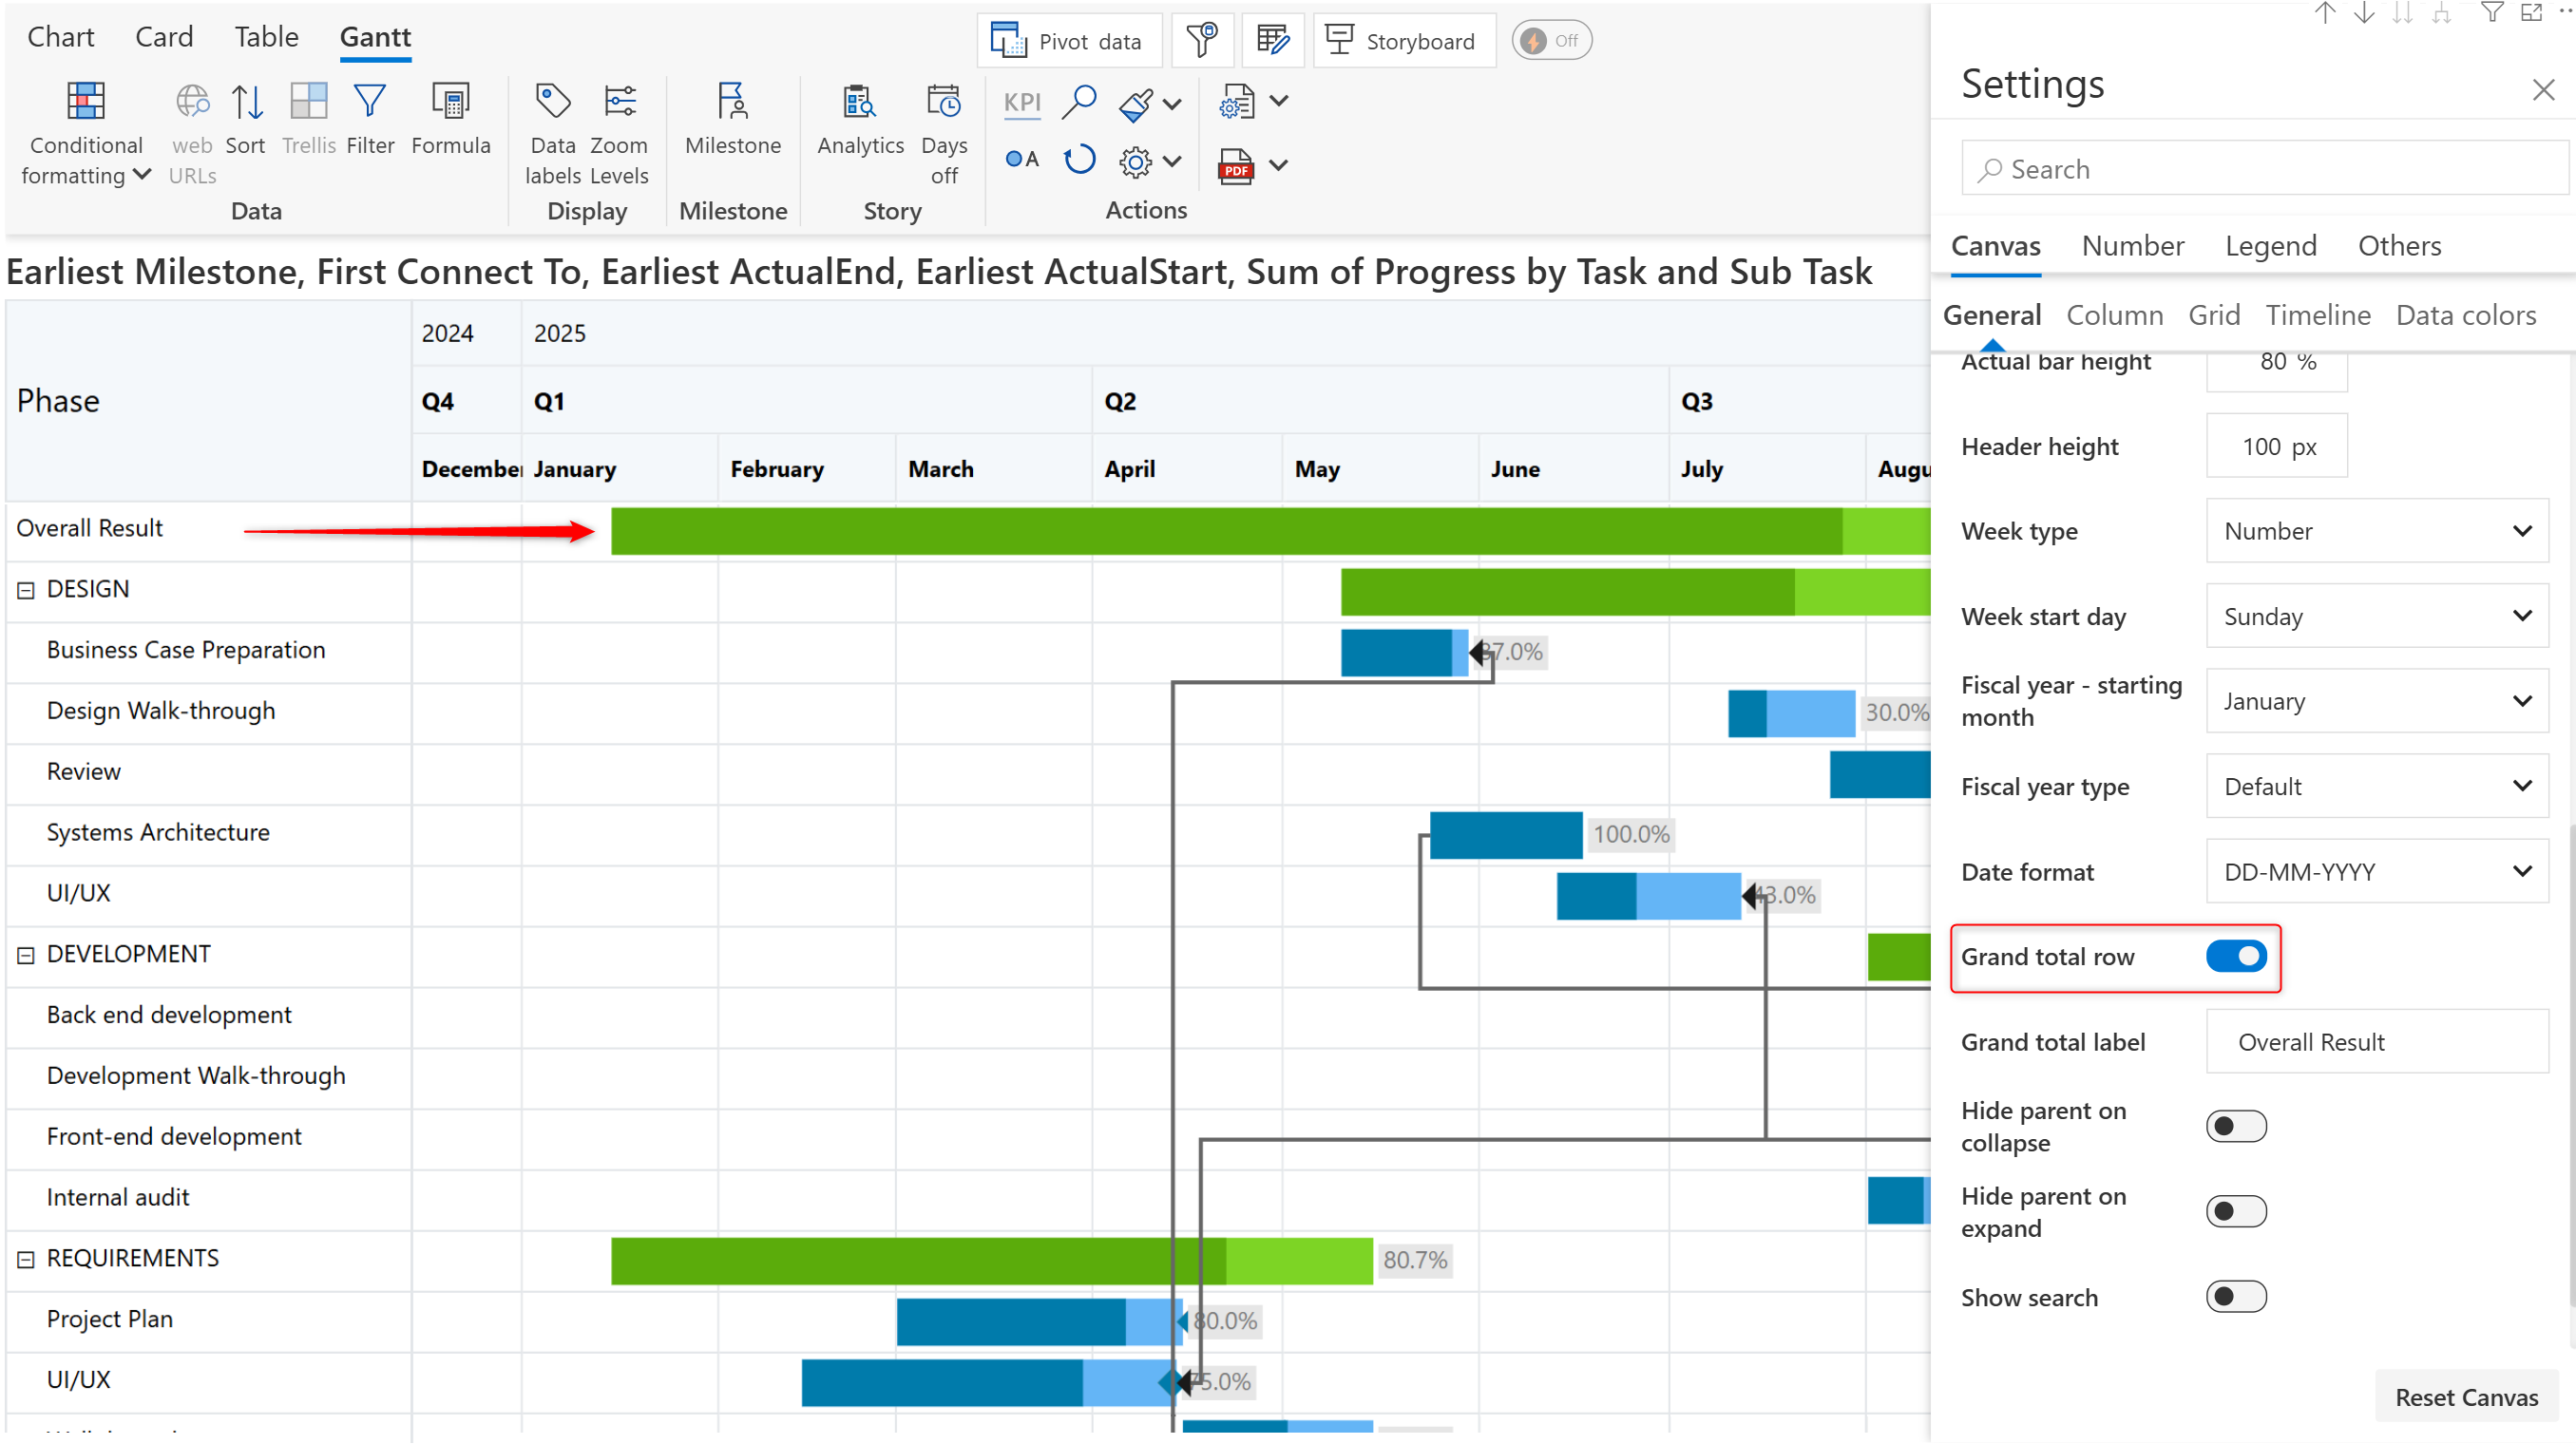 Chart Card Table Gantt
Pivot data
Storyboard
Off
Conditional
formatting
web
URLs
Sort
Trellis
Filter
Formula
Data
Data
labels
Zoom
Levels
Display
Milestone
Milestone
Analytics
Days
off
Story
KPI
A
PDF
Actions
Earliest Milestone, First Connect To, Earliest ActualEnd, Earliest ActualStart, Sum of Progress by Task and Sub Task
Phase
2024 2025
Q4 Q1 Q2 Q3
December January February March April May June July Augu
Overall Result
DESIGN
Business Case Preparation 87.0%
Design Walk-through 30.0%
Review
Systems Architecture 100.0%
UI/UX 43.0%
DEVELOPMENT
Back end development
Development Walk-through
Front-end development
Internal audit
REQUIREMENTS 80.7%
Project Plan 80.0%
UI/UX 75.0%
Settings
Search
Canvas Number Legend Others
General Column Grid Timeline Data colors
Actual bar height 80 %
Header height 100 px
Week type Number
Week start day Sunday
Fiscal year - starting
month
January
Fiscal year type Default
Date format DD-MM-YYYY
Grand total row
Grand total label Overall Result
Hide parent on
collapse
Hide parent on
expand
Show search
Reset Canvas